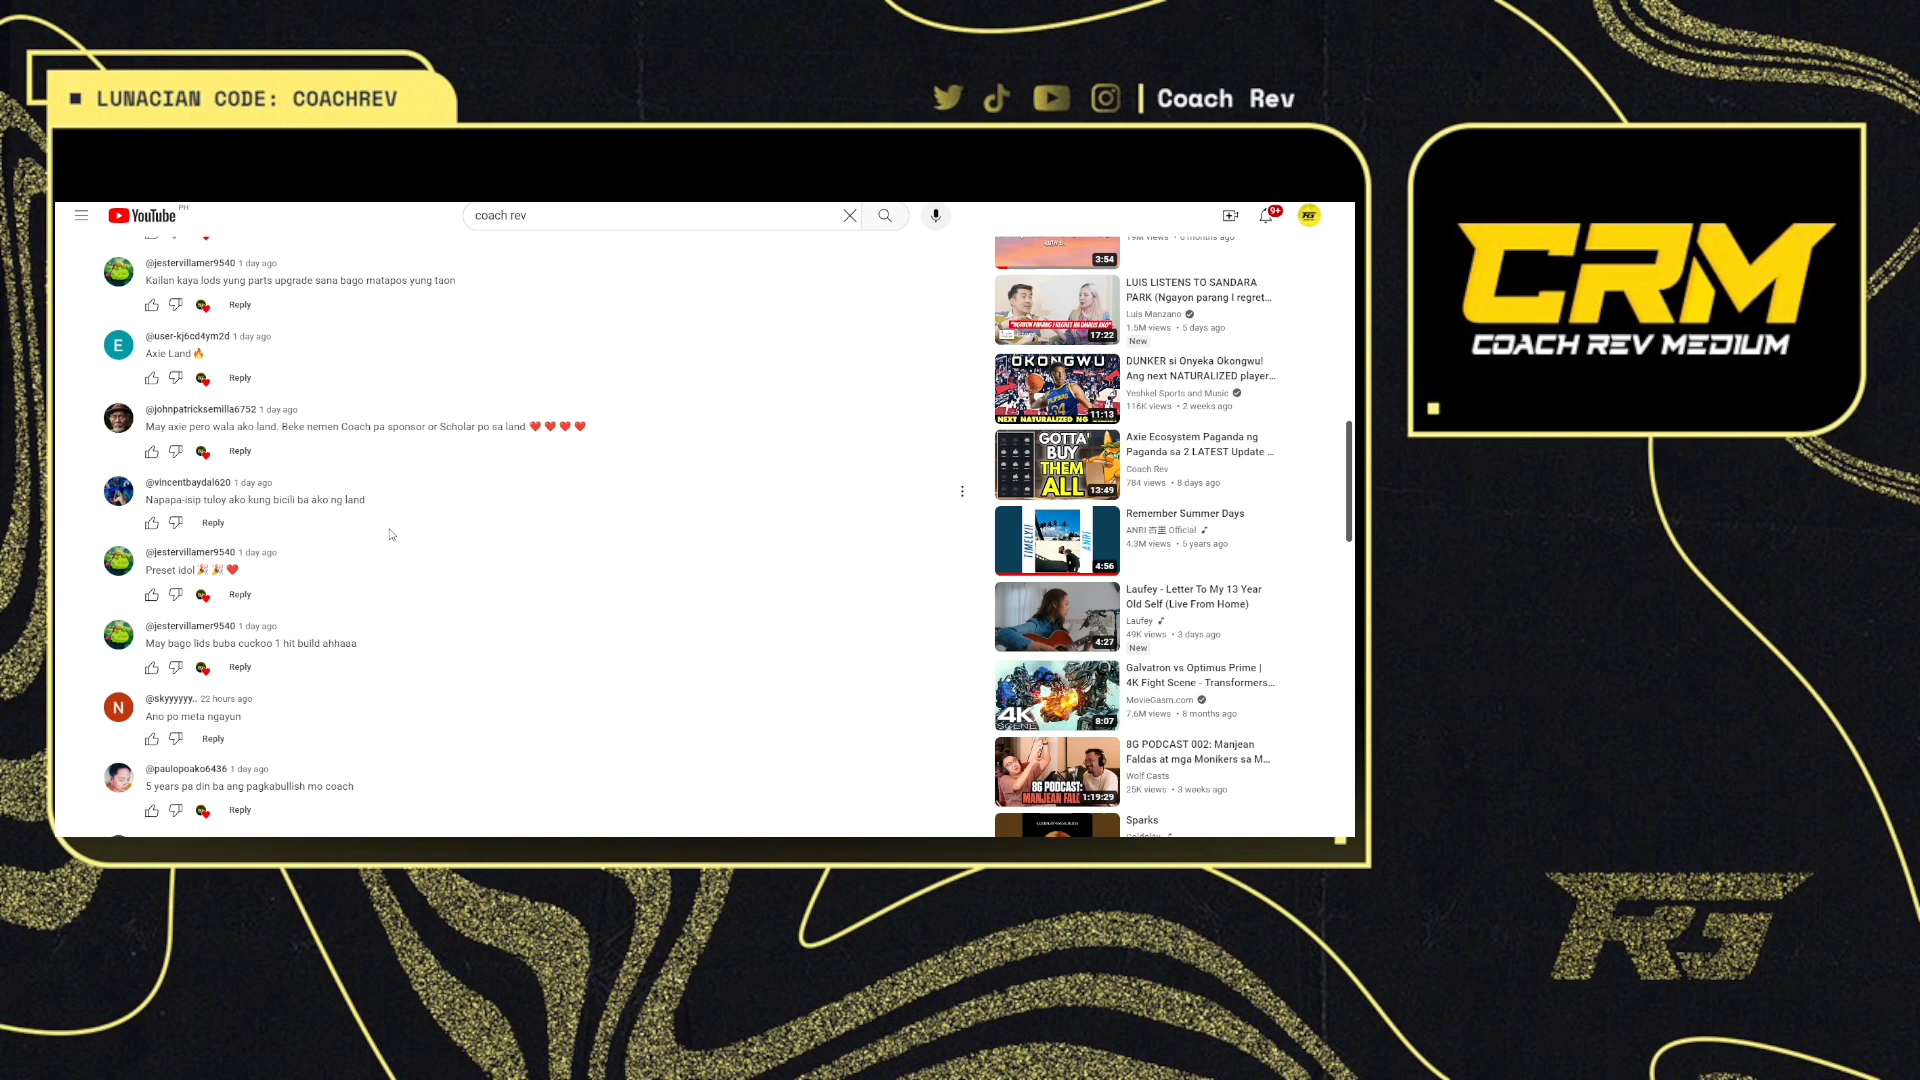 LUNACIAN CODE: COACHREV
Coach Rev
CRM
COACH REV MEDIUM
YouTube PH
coach rev
9+
@jestervillamer9540 1 day ago
Kailan kaya lods yung parts upgrade sana bago matapos yung taon
Reply
E
@user-kj6cd4ym2d 1 day ago
Axie Land 🔥
Reply
@johnpatricksemilla6752 1 day ago
May axie pero wala ako land. Beke nemen Coach pa sponsor or Scholar po sa land ❤️ ❤️ ❤️ ❤️
Reply
@vincentbaydal620 1 day ago
Napapa-isip tuloy ako kung bicili ba ako ng land
Reply
@jestervillamer9540 1 day ago
Preset idol 🎉 🎉 ❤️
Reply
@jestervillamer9540 1 day ago
May bago lids buba cuckoo 1 hit build ahhaaa
Reply
N
@skyyyyyy.. 22 hours ago
Ano po meta ngayun
Reply
@paulopoako6436 1 day ago
5 years pa din ba ang pagkabullish mo coach
Reply
3:54
19M views • 6 months ago
17:22
LUIS LISTENS TO SANDARA
PARK (Ngayon parang I regret...
Luis Manzano
1.5M views • 5 days ago
New
OKONGWU
NEXT NATURALIZED NG
11:13
DUNKER si Onyeka Okongwu!
Ang next NATURALIZED player...
Yeshkel Sports and Music
116K views • 2 weeks ago
GOTTA
BUY
THEM
ALL
13:49
Axie Ecosystem Paganda ng
Paganda sa 2 LATEST Update ...
Coach Rev
784 views • 8 days ago
TIMELY!!
ANRI
4:56
Remember Summer Days
ANRI 杏里 Official
4.3M views • 5 years ago
4:27
Laufey - Letter To My 13 Year
Old Self (Live From Home)
Laufey
49K views • 3 days ago
New
4K
SCENE
8:07
Galvatron vs Optimus Prime |
4K Fight Scene - Transformers...
MovieGasm.com
7.6M views • 8 months ago
8G PODCAST:
MANJEAN FAL
1:19:29
8G PODCAST 002: Manjean
Faldas at mga Monikers sa M...
Wolf Casts
25K views • 3 weeks ago
Sparks
Coldplay